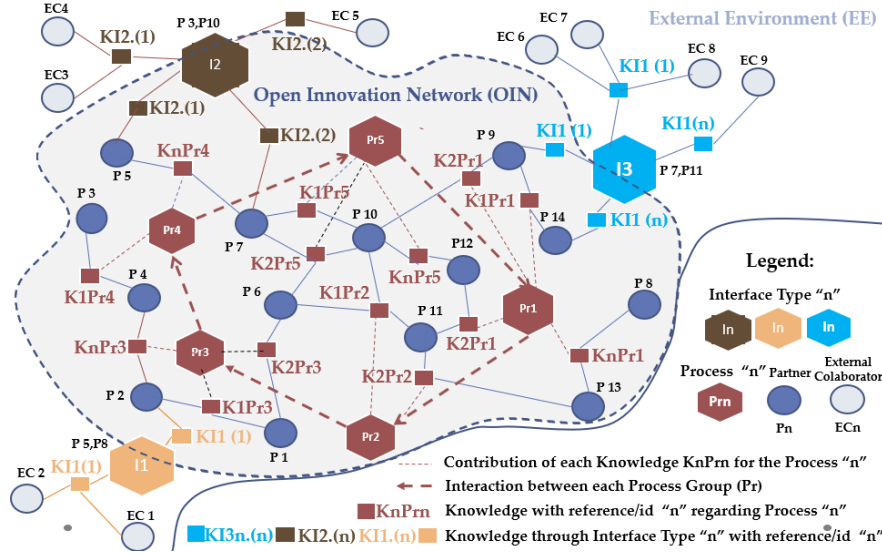 EC4
P 3,P10
EC 5
EC 7
External Environment (EE)
KI2.(1)
KI2.(2)
EC 6
I2
KI1 (1)
EC 8
EC3
EC 9
KI2.(1)
Open Innovation Network (OIN)
KI2.(2)
Pr5
P 9
KI1 (1)
KI1(n)
P 5
KnPr4
K2Pr1
I3
P 7,P11
P 3
K1Pr5
K1Pr1
Pr4
P 10
P 14
KI1 (n)
P 7
P12
K2Pr5
KnPr5
P 4
K1Pr4
P 6
K1Pr2
P 8
Legend:
Pr1
P 11
Interface Type “n”
In
In
In
KnPr3
Pr3
K2Pr3
K2Pr1
KnPr1
K2Pr2
Process “n”
Partner
External
Colaborator
P 2
P 13
Prn
K1Pr3
Pn
ECn
P 5,P8
KI1 (1)
P 1
Pr2
I1
EC 2
KI1(1)
Contribution of each Knowledge KnPrn for the Process “n”
Interaction between each Process Group (Pr)
KnPrn
Knowledge with reference/id “n” regarding Process “n”
EC 1
KI3n.(n)
KI2.(n)
KI1.(n)
Knowledge through Interface Type “n” with reference/id “n”